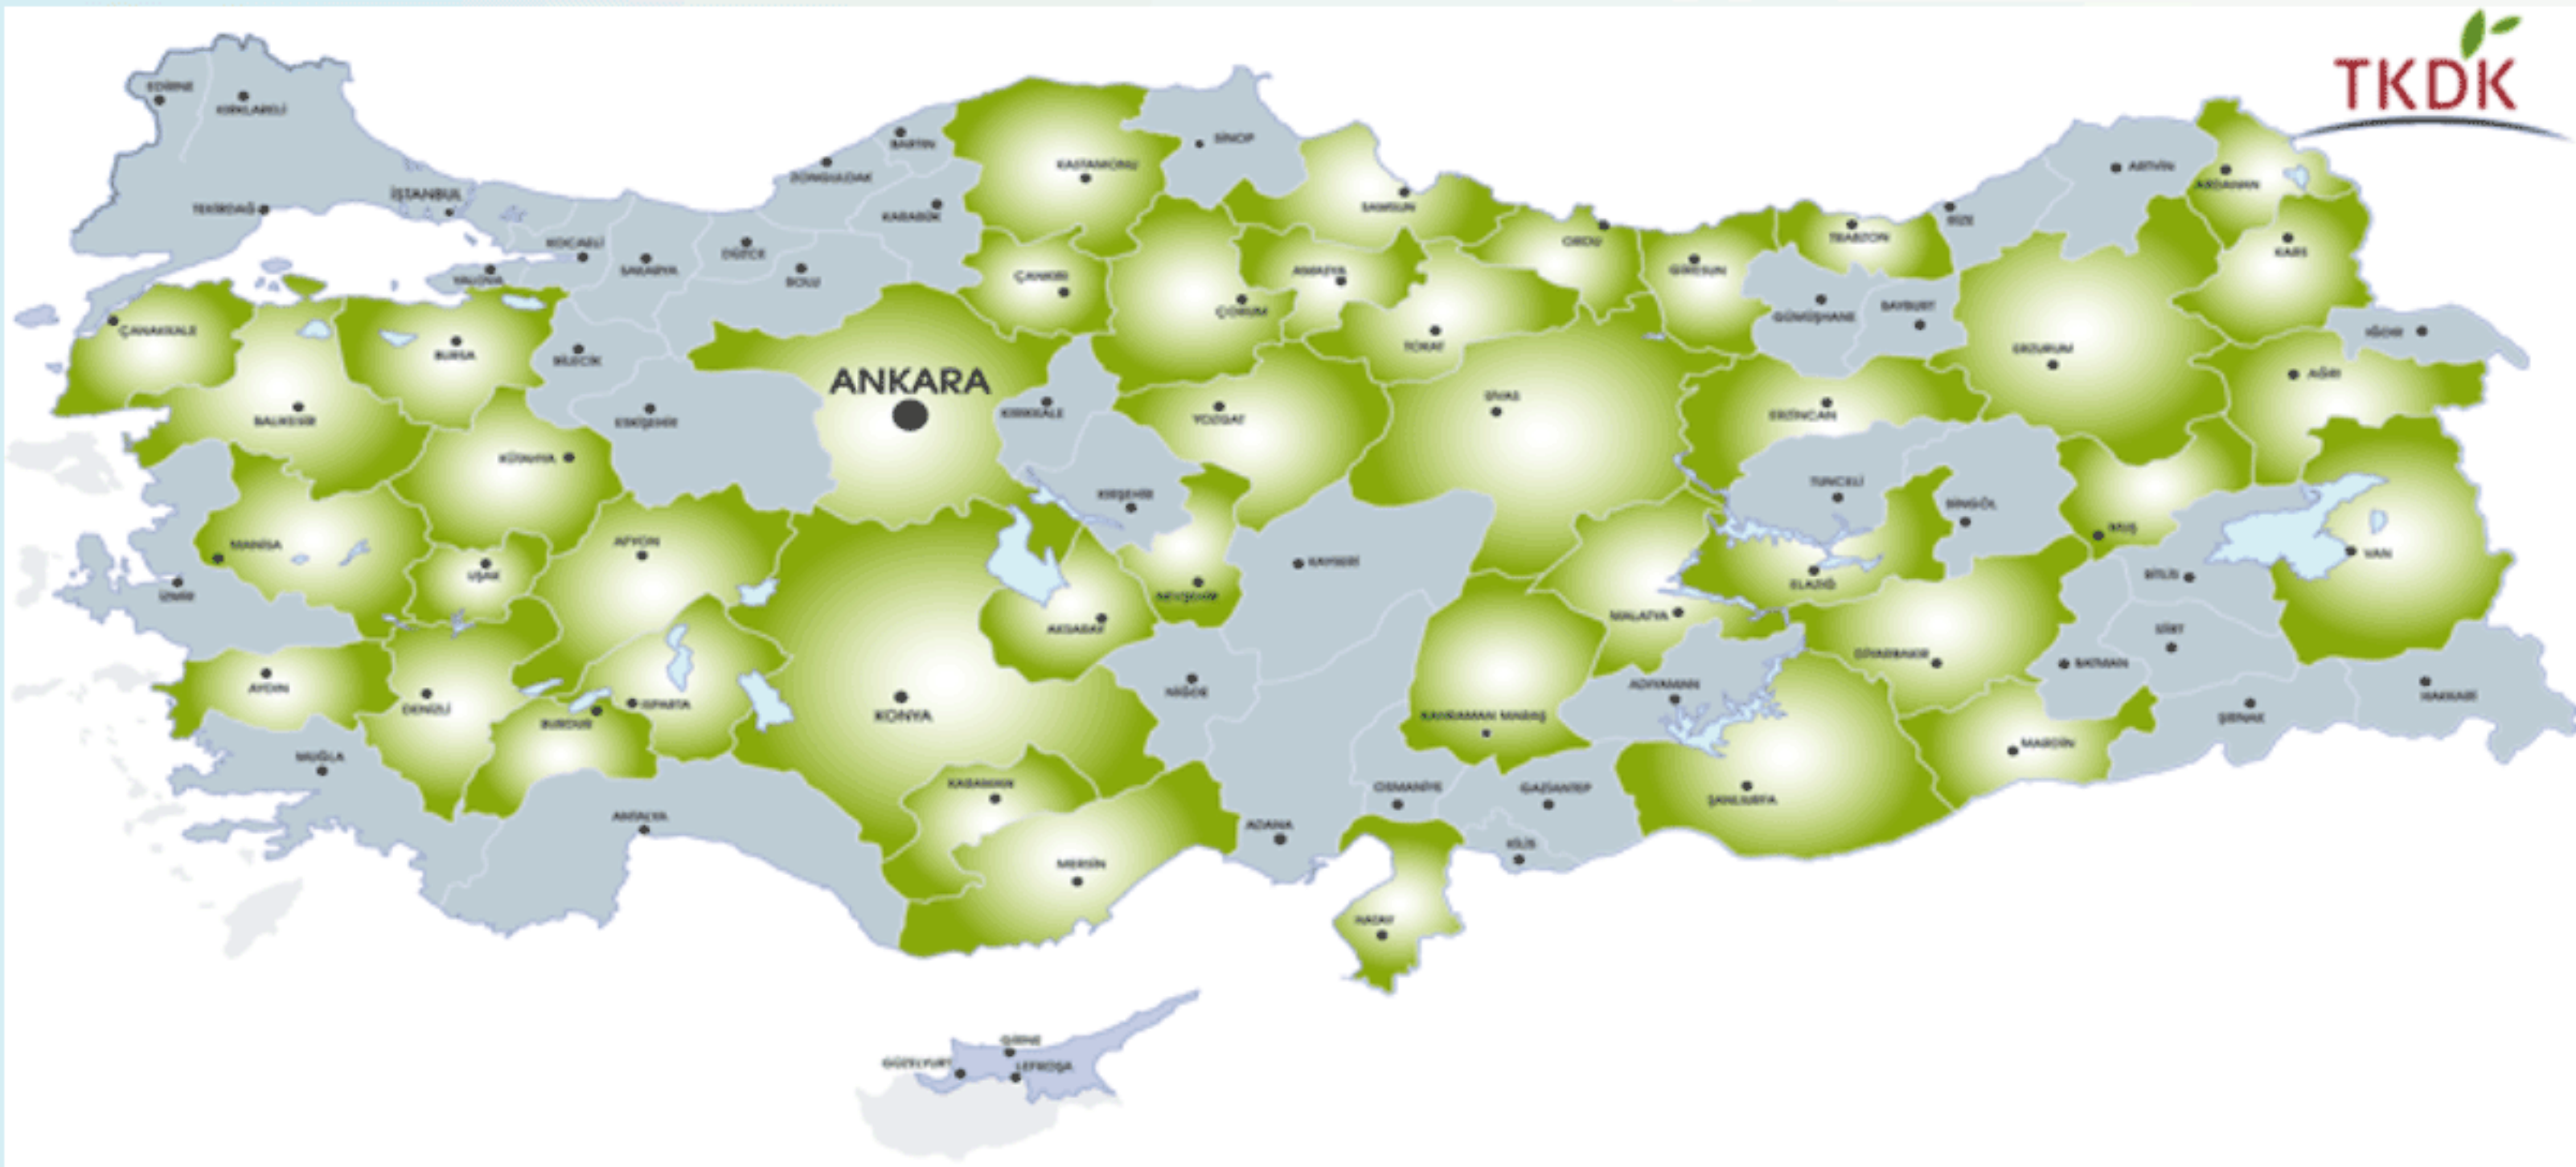 TKDK
EDİRNE
KIRKLARELİ
TEKİRDAĞ
İSTANBUL
YALOVA
KOCAELİ
SAKARYA
DÜZCE
BOLU
ZONGULDAK
BARTIN
KARABÜK
KASTAMONU
SİNOP
SAMSUN
ÇANKIRI
ÇORUM
AMASYA
TOKAT
ORDU
GİRESUN
TRABZON
RİZE
ARTVİN
ARDAHAN
KARS
GÜMÜŞHANE
BAYBURT
ERZURUM
IĞDIR
AĞRI
ÇANAKKALE
BALIKESİR
BURSA
BİLECİK
ESKİŞEHİR
ANKARA
KIRIKKALE
YOZGAT
SİVAS
ERZİNCAN
KÜTAHYA
KIRŞEHİR
TUNCELİ
BİNGÖL
MUŞ
VAN
MANİSA
UŞAK
AFYON
KAYSERİ
NEVŞEHİR
ELAZIĞ
BİTLİS
İZMİR
AKSARAY
MALATYA
DİYARBAKIR
SİİRT
BATMAN
AYDIN
DENİZLİ
BURDUR
ISPARTA
KONYA
NİĞDE
KAHRAMAN MARAŞ
ADIYAMAN
MARDİN
ŞIRNAK
HAKKARİ
MUĞLA
ANTALYA
KARAMAN
MERSİN
ADANA
OSMANİYE
GAZİANTEP
KİLİS
ŞANLIURFA
HATAY
GİRNE
GÜZELYURT
LEFKOŞA